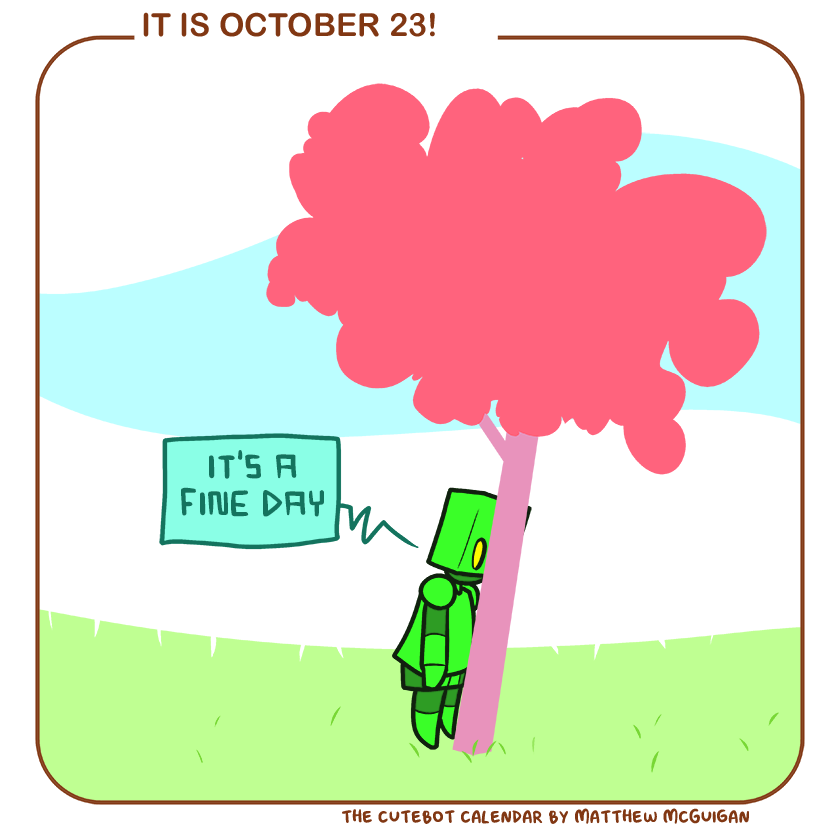 IT IS OCTOBER 23!
IT'S A
FINE DAY
THE CUTEBOT CALENDAR BY MATTHEW MCGUIGAN